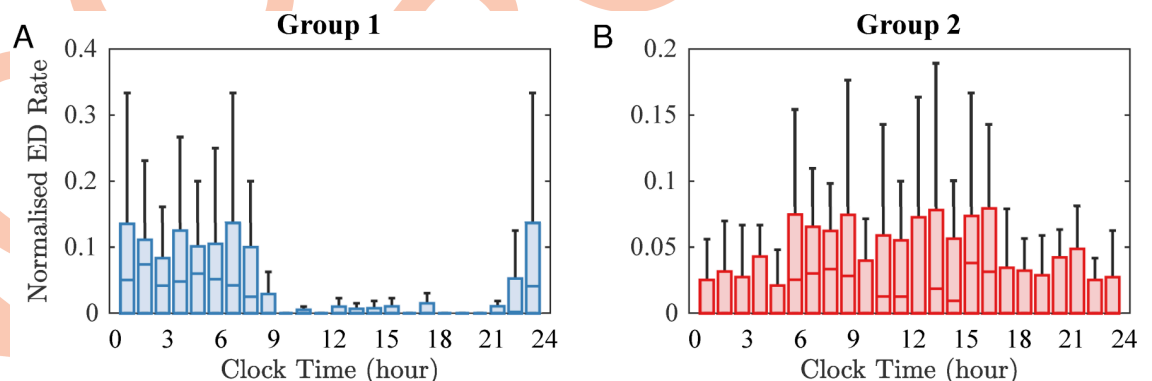 A
Group 1
Normalised ED Rate
0.4
0.3
0.2
0.1
0
0 3 6 9 12 15 18 21 24
Clock Time (hour)
B
Group 2
0.2
0.15
0.1
0.05
0
0 3 6 9 12 15 18 21 24
Clock Time (hour)